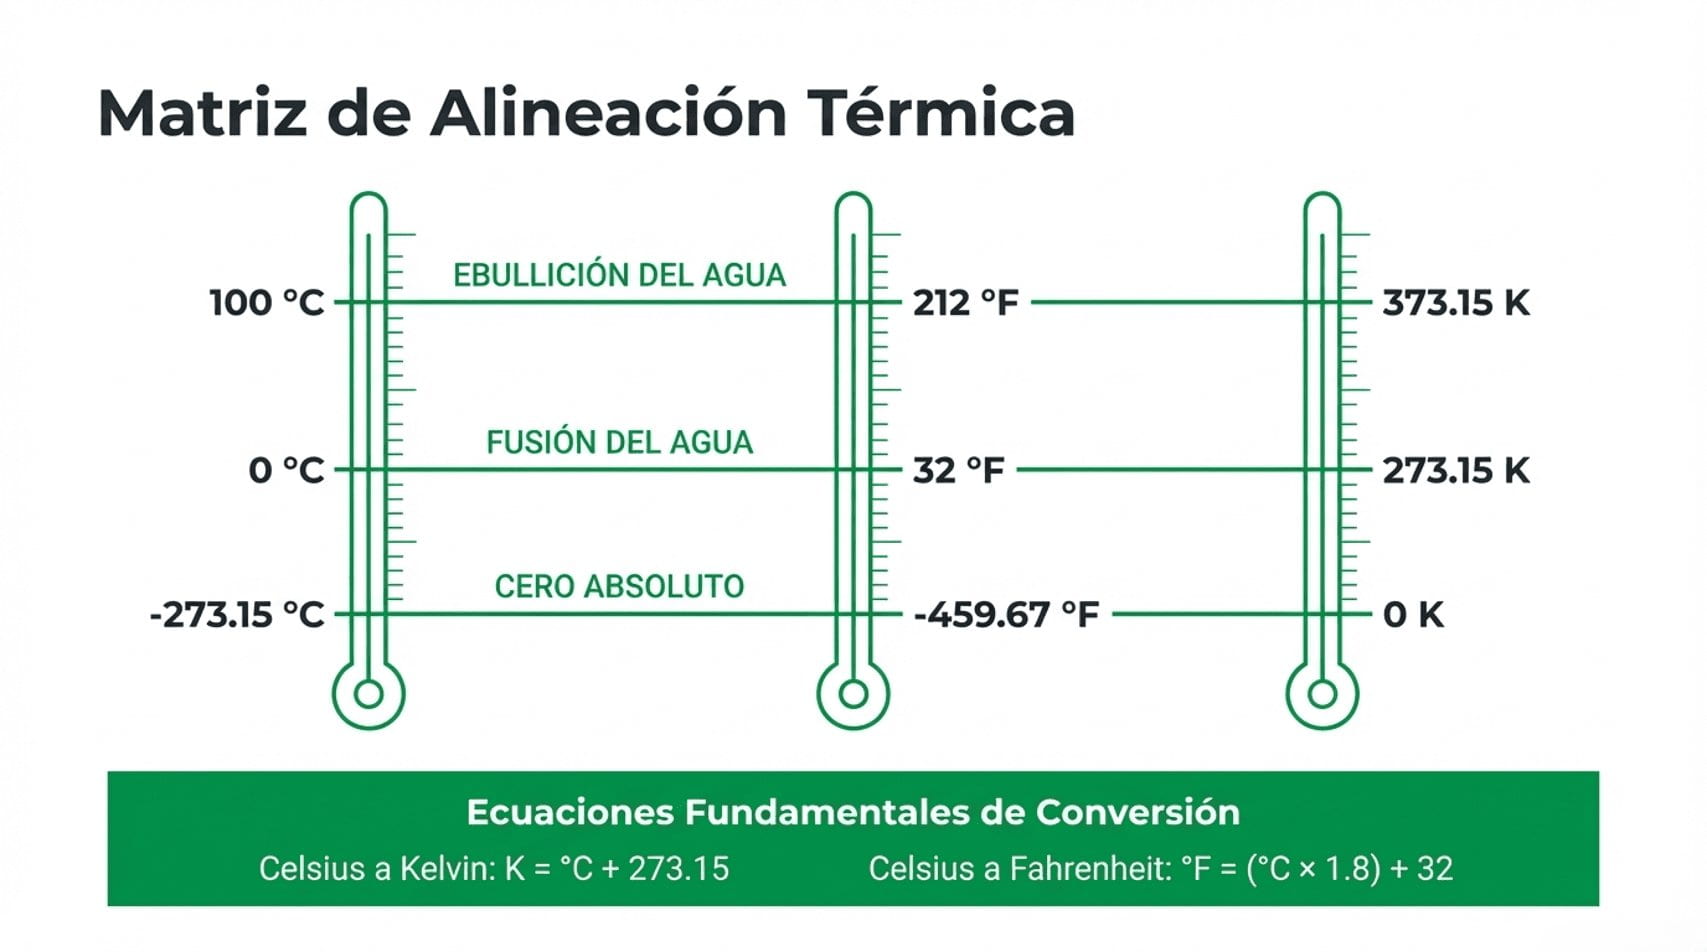 Matriz de Alineación Térmica
EBULLICIÓN DEL AGUA
100 °C 212 °F 373.15 K
FUSIÓN DEL AGUA
0 °C 32 °F 273.15 K
CERO ABSOLUTO
-273.15 °C -459.67 °F 0 K
Ecuaciones Fundamentales de Conversión
Celsius a Kelvin: K = °C + 273.15 Celsius a Fahrenheit: °F = (°C × 1.8) + 32